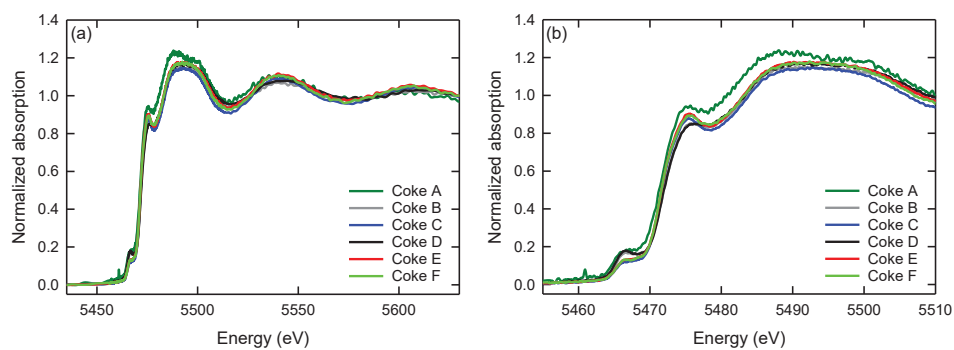 (a)
1.4
1.2
1.0
0.8
0.6
0.4
0.2
0.0
Normalized absorption
Coke A
Coke B
Coke C
Coke D
Coke E
Coke F
5450 5500 5550 5600
Energy (eV)
(b)
1.4
1.2
1.0
0.8
0.6
0.4
0.2
0.0
Normalized absorption
Coke A
Coke B
Coke C
Coke D
Coke E
Coke F
5460 5470 5480 5490 5500 5510
Energy (eV)